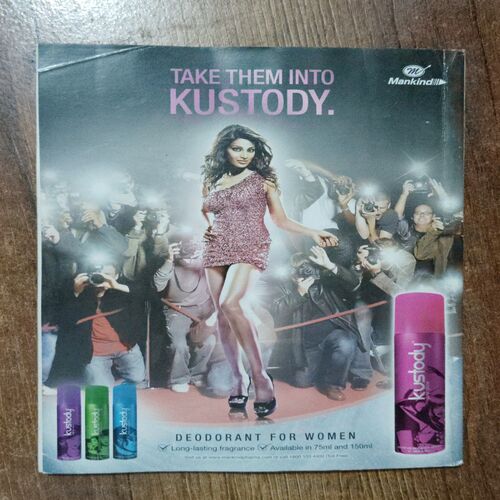 TAKE THEM INTO
KUSTODY.
m
Mankind
kustody
kustody
kustody
kustody
DEODORANT FOR WOMEN
Long-lasting fragrance Available in 75ml and 150ml